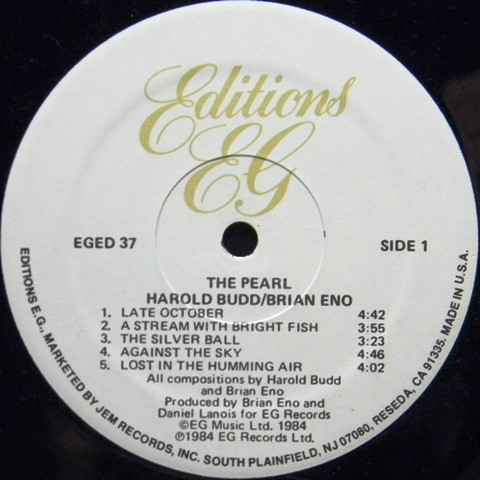 Editions
EG
EGED 37
SIDE 1
THE PEARL
HAROLD BUDD/BRIAN ENO
1. LATE OCTOBER 4:42
2. A STREAM WITH BRIGHT FISH 3:55
3. THE SILVER BALL 3:23
4. AGAINST THE SKY 4:46
5. LOST IN THE HUMMING AIR 4:02
All compositions by Harold Budd
and Brian Eno
Produced by Brian Eno and
Daniel Lanois for EG Records
©EG Music Ltd. 1984
℗1984 EG Records Ltd.
EDITIONS E.G., MARKETED BY JEM RECORDS, INC. SOUTH PLAINFIELD, NJ 07080, RESEDA, CA 91335. MADE IN U.S.A.